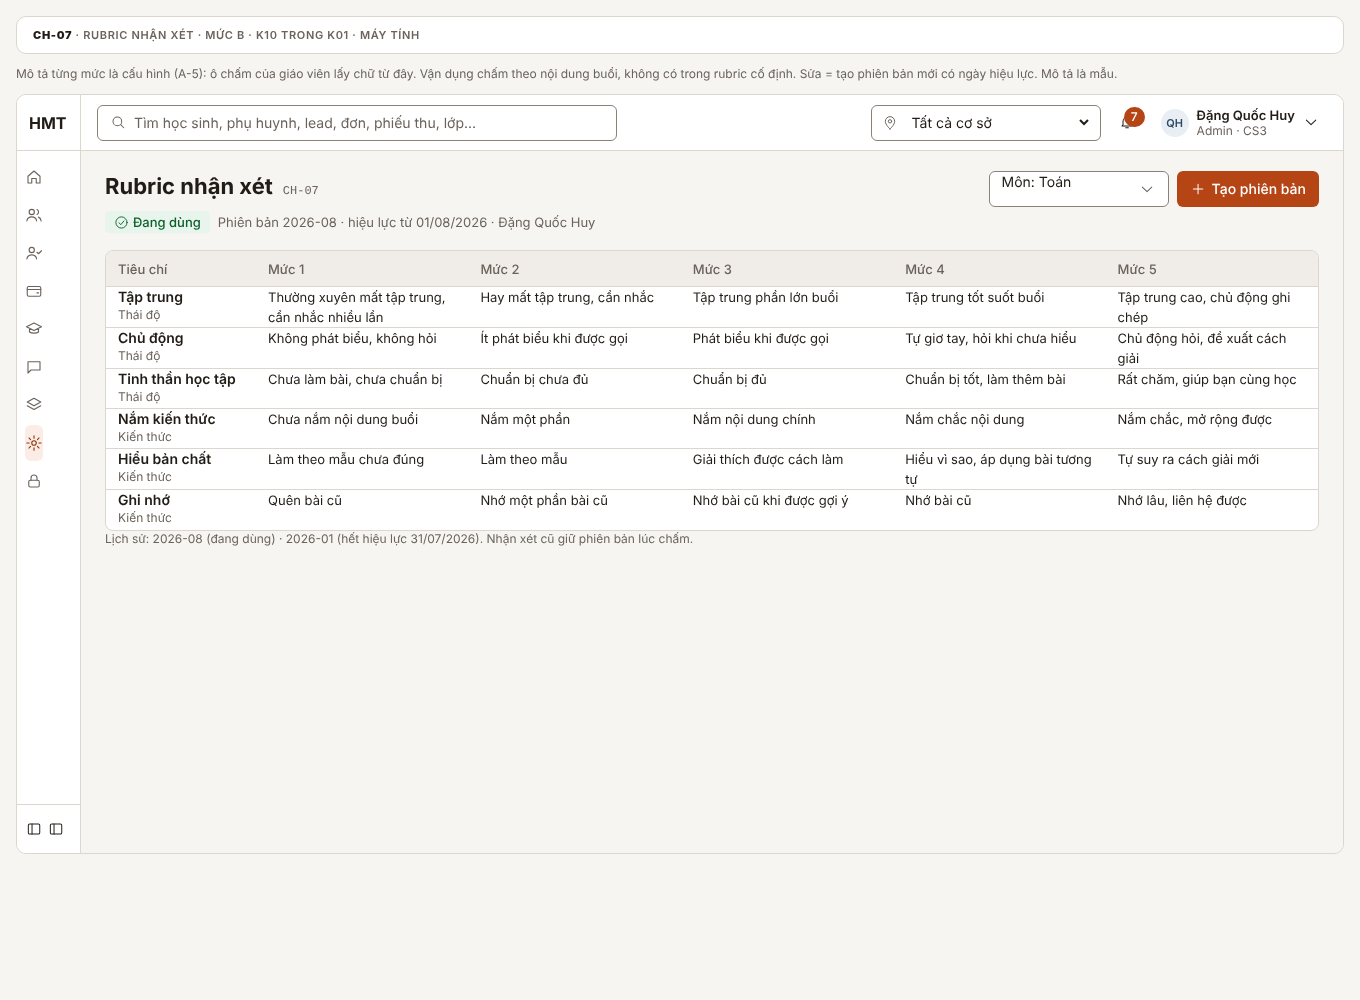 CH-07 · RUBRIC NHẬN XÉT · MỨC B · K10 TRONG K01 · MÁY TÍNH
Mô tả từng mức là cấu hình (A-5): ô chấm của giáo viên lấy chữ từ đây. Vận dụng chấm theo nội dung buổi, không có trong rubric cố định. Sửa = tạo phiên bản mới có ngày hiệu lực. Mô tả là mẫu.
HMT
Tìm học sinh, phụ huynh, lead, đơn, phiếu thu, lớp...
Tất cả cơ sở
7
QH
Đặng Quốc Huy
Admin · CS3
Rubric nhận xét CH-07
Môn: Toán
Tạo phiên bản
Đang dùng Phiên bản 2026-08 · hiệu lực từ 01/08/2026 · Đặng Quốc Huy
Tiêu chí Mức 1 Mức 2 Mức 3 Mức 4 Mức 5
Tập trung Thường xuyên mất tập trung, Hay mất tập trung, cần nhắc Tập trung phần lớn buổi Tập trung tốt suốt buổi Tập trung cao, chủ động ghi
Thái độ cần nhắc nhiều lần chép
Chủ động Không phát biểu, không hỏi Ít phát biểu khi được gọi Phát biểu khi được gọi Tự giơ tay, hỏi khi chưa hiểu Chủ động hỏi, đề xuất cách
Thái độ giải
Tinh thần học tập Chưa làm bài, chưa chuẩn bị Chuẩn bị chưa đủ Chuẩn bị đủ Chuẩn bị tốt, làm thêm bài Rất chăm, giúp bạn cùng học
Thái độ
Nắm kiến thức Chưa nắm nội dung buổi Nắm một phần Nắm nội dung chính Nắm chắc nội dung Nắm chắc, mở rộng được
Kiến thức
Hiểu bản chất Làm theo mẫu chưa đúng Làm theo mẫu Giải thích được cách làm Hiểu vì sao, áp dụng bài tương Tự suy ra cách giải mới
Kiến thức tự
Ghi nhớ Quên bài cũ Nhớ một phần bài cũ Nhớ bài cũ khi được gợi ý Nhớ bài cũ Nhớ lâu, liên hệ được
Kiến thức
Lịch sử: 2026-08 (đang dùng) · 2026-01 (hết hiệu lực 31/07/2026). Nhận xét cũ giữ phiên bản lúc chấm.